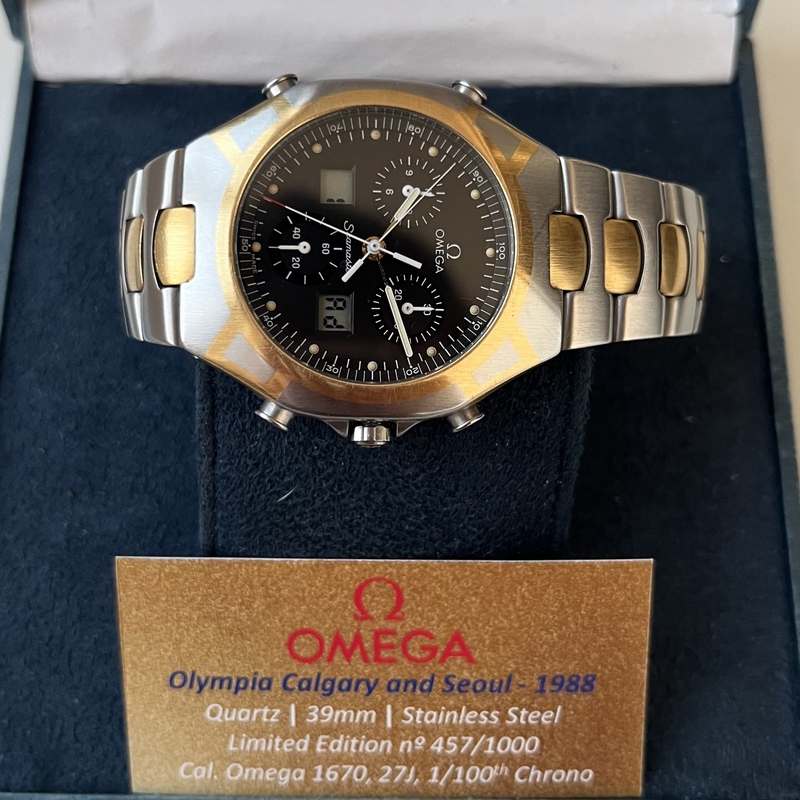 Ω
OMEGA
Seamaster
Ω
OMEGA
Olympia Calgary and Seoul - 1988
Quartz | 39mm | Stainless Steel
Limited Edition nº 457/1000
Cal. Omega 1670, 27J, 1/100th Chrono